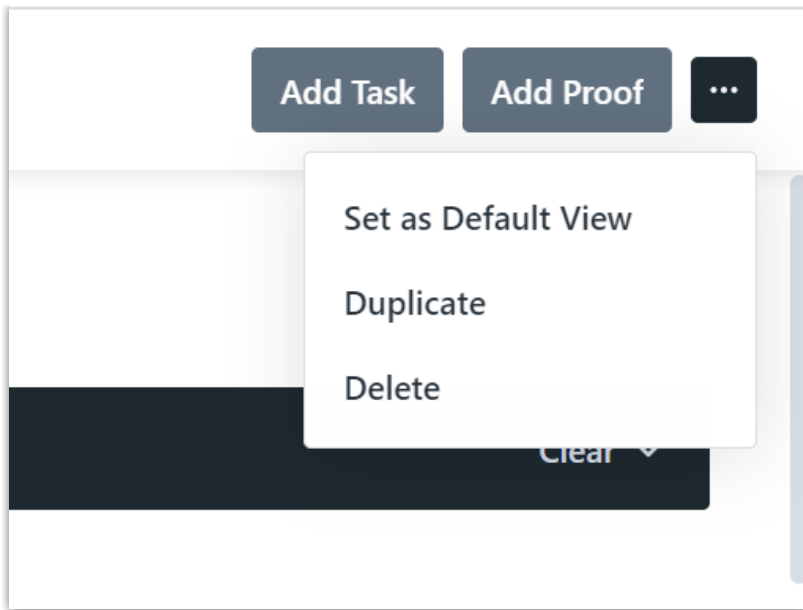 Add Task
Add Proof
...
Set as Default View
Duplicate
Delete
Clear